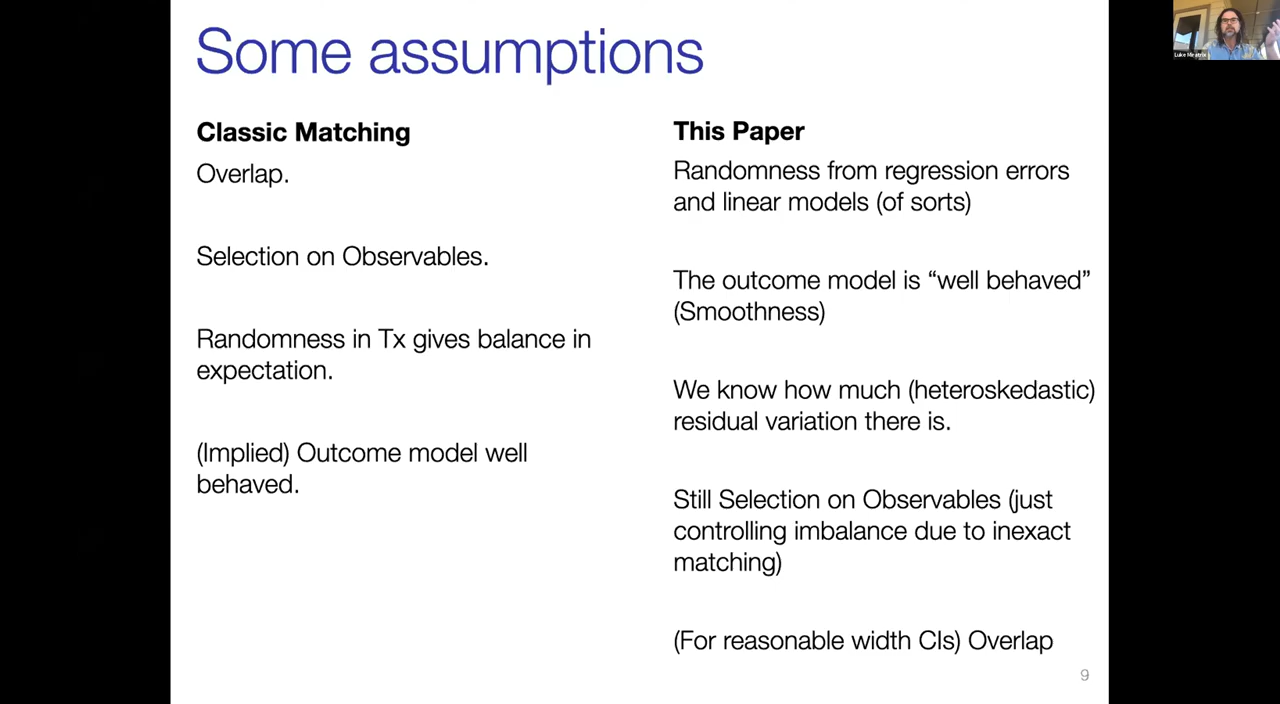 Some assumptions
Classic Matching
Overlap.
Selection on Observables.
Randomness in Tx gives balance in
expectation.
(Implied) Outcome model well
behaved.
This Paper
Randomness from regression errors
and linear models (of sorts)
The outcome model is “well behaved”
(Smoothness)
We know how much (heteroskedastic)
residual variation there is.
Still Selection on Observables (just
controlling imbalance due to inexact
matching)
(For reasonable width CIs) Overlap
9
Luke